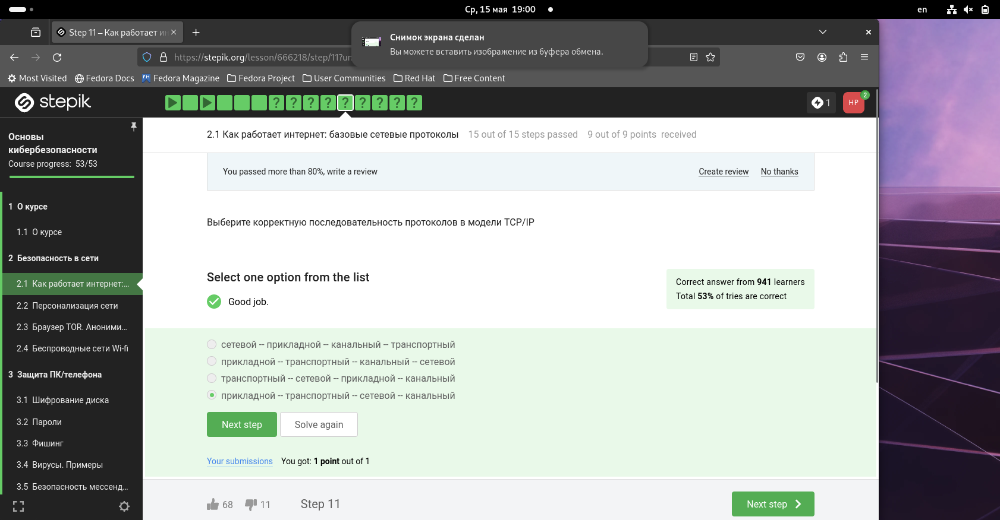 Ср, 15 мая 19:00
en
Step 11 – Как работает ин
Снимок экрана сделан
Вы можете вставить изображение из буфера обмена.
https://stepik.org/lesson/666218/step/11?un
Most Visited
Fedora Docs
Fedora Magazine
Fedora Project
User Communities
Red Hat
Free Content
stepik
1
HP
2
Основы
кибербезопасности
Course progress: 53/53
1 О курсе
1.1 О курсе
2 Безопасность в сети
2.1 Как работает интернет:...
2.2 Персонализация сети
2.3 Браузер TOR. Аноними...
2.4 Беспроводные сети Wi-fi
3 Защита ПК/телефона
3.1 Шифрование диска
3.2 Пароли
3.3 Фишинг
3.4 Вирусы. Примеры
3.5 Безопасность мессенд...
2.1 Как работает интернет: базовые сетевые протоколы 15 out of 15 steps passed 9 out of 9 points received
You passed more than 80%, write a review
Create review
No thanks
Выберите корректную последовательность протоколов в модели TCP/IP
Select one option from the list
Good job.
Correct answer from 941 learners
Total 53% of tries are correct
сетевой -- прикладной -- канальный -- транспортный
прикладной -- транспортный -- канальный -- сетевой
транспортный -- сетевой -- прикладной -- канальный
прикладной -- транспортный -- сетевой -- канальный
Next step
Solve again
Your submissions You got: 1 point out of 1
68
11
Step 11
Next step